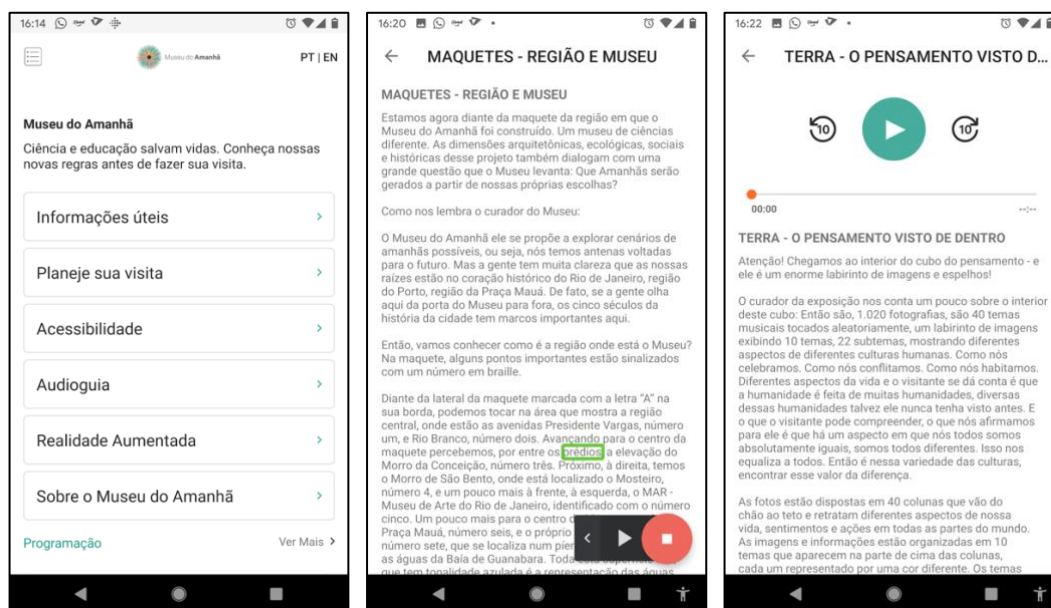 16:14
PT | EN
Museu do Amanhã
Museu do Amanhã
Ciência e educação salvam vidas. Conheça nossas
novas regras antes de fazer sua visita.
Informações úteis
Planeje sua visita
Acessibilidade
Audioguia
Realidade Aumentada
Sobre o Museu do Amanhã
Programação
Ver Mais
16:20
MAQUETES - REGIÃO E MUSEU
MAQUETES - REGIÃO E MUSEU
Estamos agora diante da maquete da região em que o
Museu do Amanhã foi construído. Um museu de ciências
diferente. As dimensões arquitetônicas, ecológicas, sociais
e históricas desse projeto também dialogam com uma
grande questão que o Museu levanta: Que Amanhãs serão
gerados a partir de nossas próprias escolhas?
Como nos lembra o curador do Museu:
O Museu do Amanhã ele se propõe a explorar cenários de
amanhãs possíveis, ou seja, nós temos antenas voltadas
para o futuro. Mas a gente tem muita clareza que as nossas
raízes estão no coração histórico do Rio de Janeiro, região
do Porto, região da Praça Mauá. De fato, se a gente olha
aqui da porta do Museu para fora, os cinco séculos da
história da cidade tem marcos importantes aqui.
Então, vamos conhecer como é a região onde está o Museu?
Na maquete, alguns pontos importantes estão sinalizados
com um número em braille.
Diante da lateral da maquete marcada com a letra "A" na
sua borda, podemos tocar na área que mostra a região
central, onde estão as avenidas Presidente Vargas, número
um, e Rio Branco, número dois. Avançando para o centro da
maquete percebemos, por entre os prédios, a elevação do
Morro da Conceição, número três. Próximo, à direita, temos
o Morro de São Bento, onde está localizado o Mosteiro,
número 4, e um pouco mais à frente, à esquerda, o MAR -
Museu de Arte do Rio de Janeiro, identificado com o número
cinco. Um pouco mais para o centro
Praça Mauá, número seis, e o próprio
número sete, que se localiza num
as águas da Baía de Guanabara. Toda
que tem tonalidade azulada é a representação das águas
16:22
TERRA - O PENSAMENTO VISTO D...
10
10
00:00
--:--
TERRA - O PENSAMENTO VISTO DE DENTRO
Atenção! Chegamos ao interior do cubo do pensamento - e
ele é um enorme labirinto de imagens e espelhos!
O curador da exposição nos conta um pouco sobre o interior
deste cubo: Então são, 1.020 fotografias, são 40 temas
musicais tocados aleatoriamente, um labirinto de imagens
exibindo 10 temas, 22 subtemas, mostrando diferentes
aspectos de diferentes culturas humanas. Como nós
celebramos. Como nós conflitamos. Como nós habitamos.
Diferentes aspectos da vida e o visitante se dá conta é que
a humanidade é feita de muitas humanidades, diversas
dessas humanidades talvez ele nunca tenha visto antes. E
o que o visitante pode compreender, o que nós afirmamos
para ele é que há um aspecto em que nós todos somos
absolutamente iguais, somos todos diferentes. Isso nos
equaliza a todos. Então é nessa variedade das culturas,
encontrar esse valor da diferença.
As fotos estão dispostas em 40 colunas que vão do
chão ao teto e retratam diferentes aspectos de nossa
vida, sentimentos e ações em todas as partes do mundo.
As imagens e informações estão organizadas em 10
temas que aparecem na parte de cima das colunas,
cada um representado por uma cor diferente. Os temas